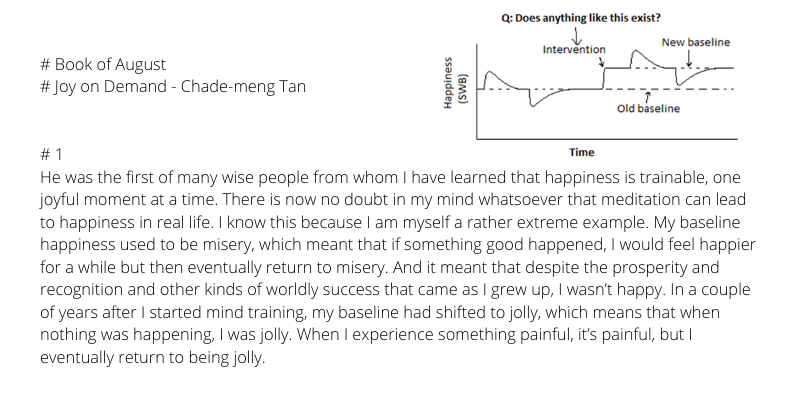 Q: Does anything like this exist?
Intervention
New baseline
Happiness
(SWB)
Old baseline
Time
# Book of August
# Joy on Demand - Chade-meng Tan
# 1
He was the first of many wise people from whom I have learned that happiness is trainable, one
joyful moment at a time. There is now no doubt in my mind whatsoever that meditation can lead
to happiness in real life. I know this because I am myself a rather extreme example. My baseline
happiness used to be misery, which meant that if something good happened, I would feel happier
for a while but then eventually return to misery. And it meant that despite the prosperity and
recognition and other kinds of worldly success that came as I grew up, I wasn’t happy. In a couple
of years after I started mind training, my baseline had shifted to jolly, which means that when
nothing was happening, I was jolly. When I experience something painful, it’s painful, but I
eventually return to being jolly.